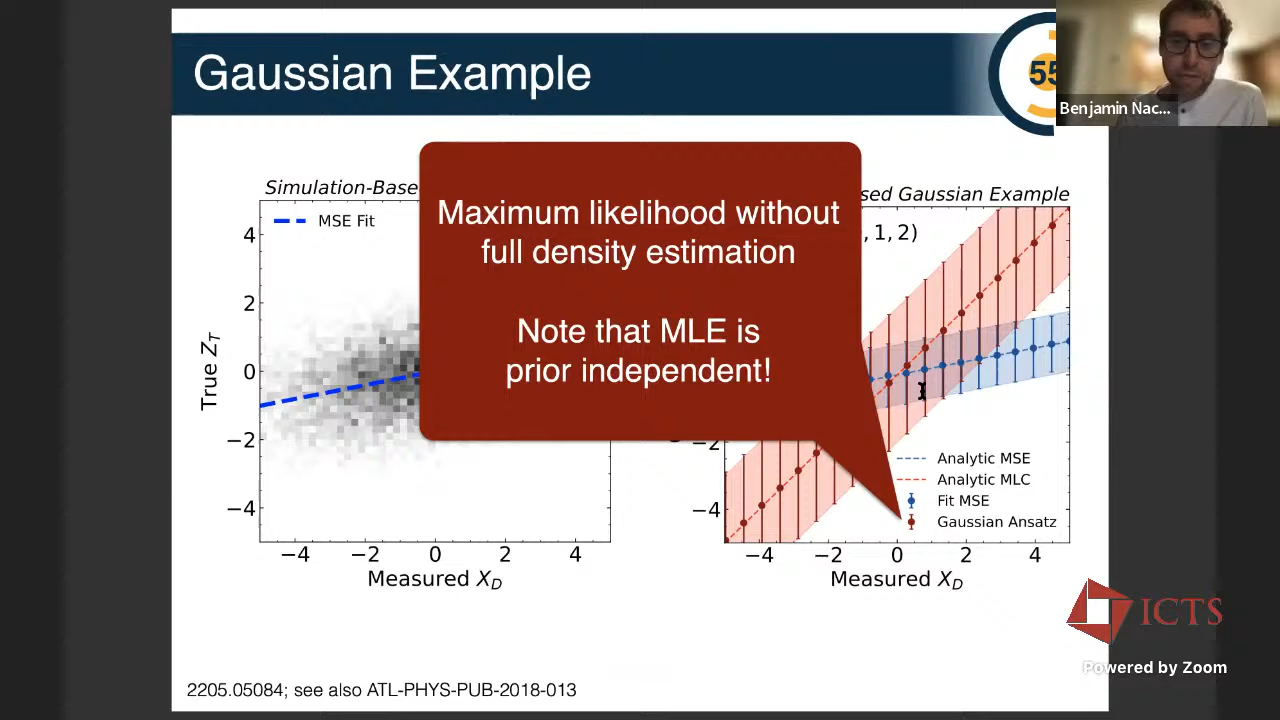 Gaussian Example
55
Benjamin Nac...
Simulation-Base
MSE Fit
4
2
0
−2
−4
True Z_T
−4 −2 0 2 4
Measured X_D
Maximum likelihood without
full density estimation
Note that MLE is
prior independent!
sed Gaussian Example
, 1, 2)
−2
−4
Analytic MSE
Analytic MLC
Fit MSE
Gaussian Ansatz
−4 −2 0 2 4
Measured X_D
ICTS
Powered by Zoom
2205.05084; see also ATL-PHYS-PUB-2018-013